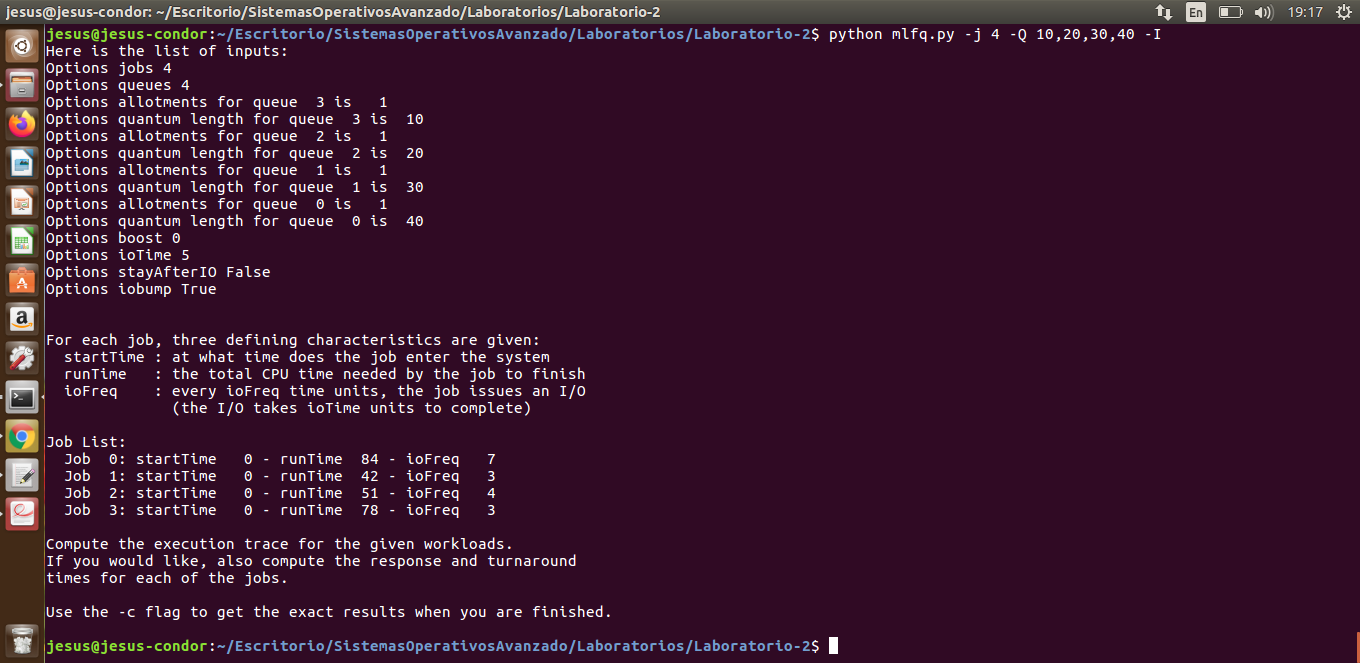 jesus@jesus-condor: ~/Escritorio/SistemasOperativosAvanzado/Laboratorios/Laboratorio-2 En 19:17
jesus@jesus-condor:~/Escritorio/SistemasOperativosAvanzado/Laboratorios/Laboratorio-2$ python mlfq.py -j 4 -Q 10,20,30,40 -I
Here is the list of inputs:
Options jobs 4
Options queues 4
Options allotments for queue  3 is   1
Options quantum length for queue  3 is  10
Options allotments for queue  2 is   1
Options quantum length for queue  2 is  20
Options allotments for queue  1 is   1
Options quantum length for queue  1 is  30
Options allotments for queue  0 is   1
Options quantum length for queue  0 is  40
Options boost 0
Options ioTime 5
Options stayAfterIO False
Options iobump True
For each job, three defining characteristics are given:
  startTime : at what time does the job enter the system
  runTime   : the total CPU time needed by the job to finish
  ioFreq    : every ioFreq time units, the job issues an I/O
              (the I/O takes ioTime units to complete)
Job List:
  Job  0: startTime   0 - runTime  84 - ioFreq   7
  Job  1: startTime   0 - runTime  42 - ioFreq   3
  Job  2: startTime   0 - runTime  51 - ioFreq   4
  Job  3: startTime   0 - runTime  78 - ioFreq   3
Compute the execution trace for the given workloads.
If you would like, also compute the response and turnaround
times for each of the jobs.
Use the -c flag to get the exact results when you are finished.
jesus@jesus-condor:~/Escritorio/SistemasOperativosAvanzado/Laboratorios/Laboratorio-2$